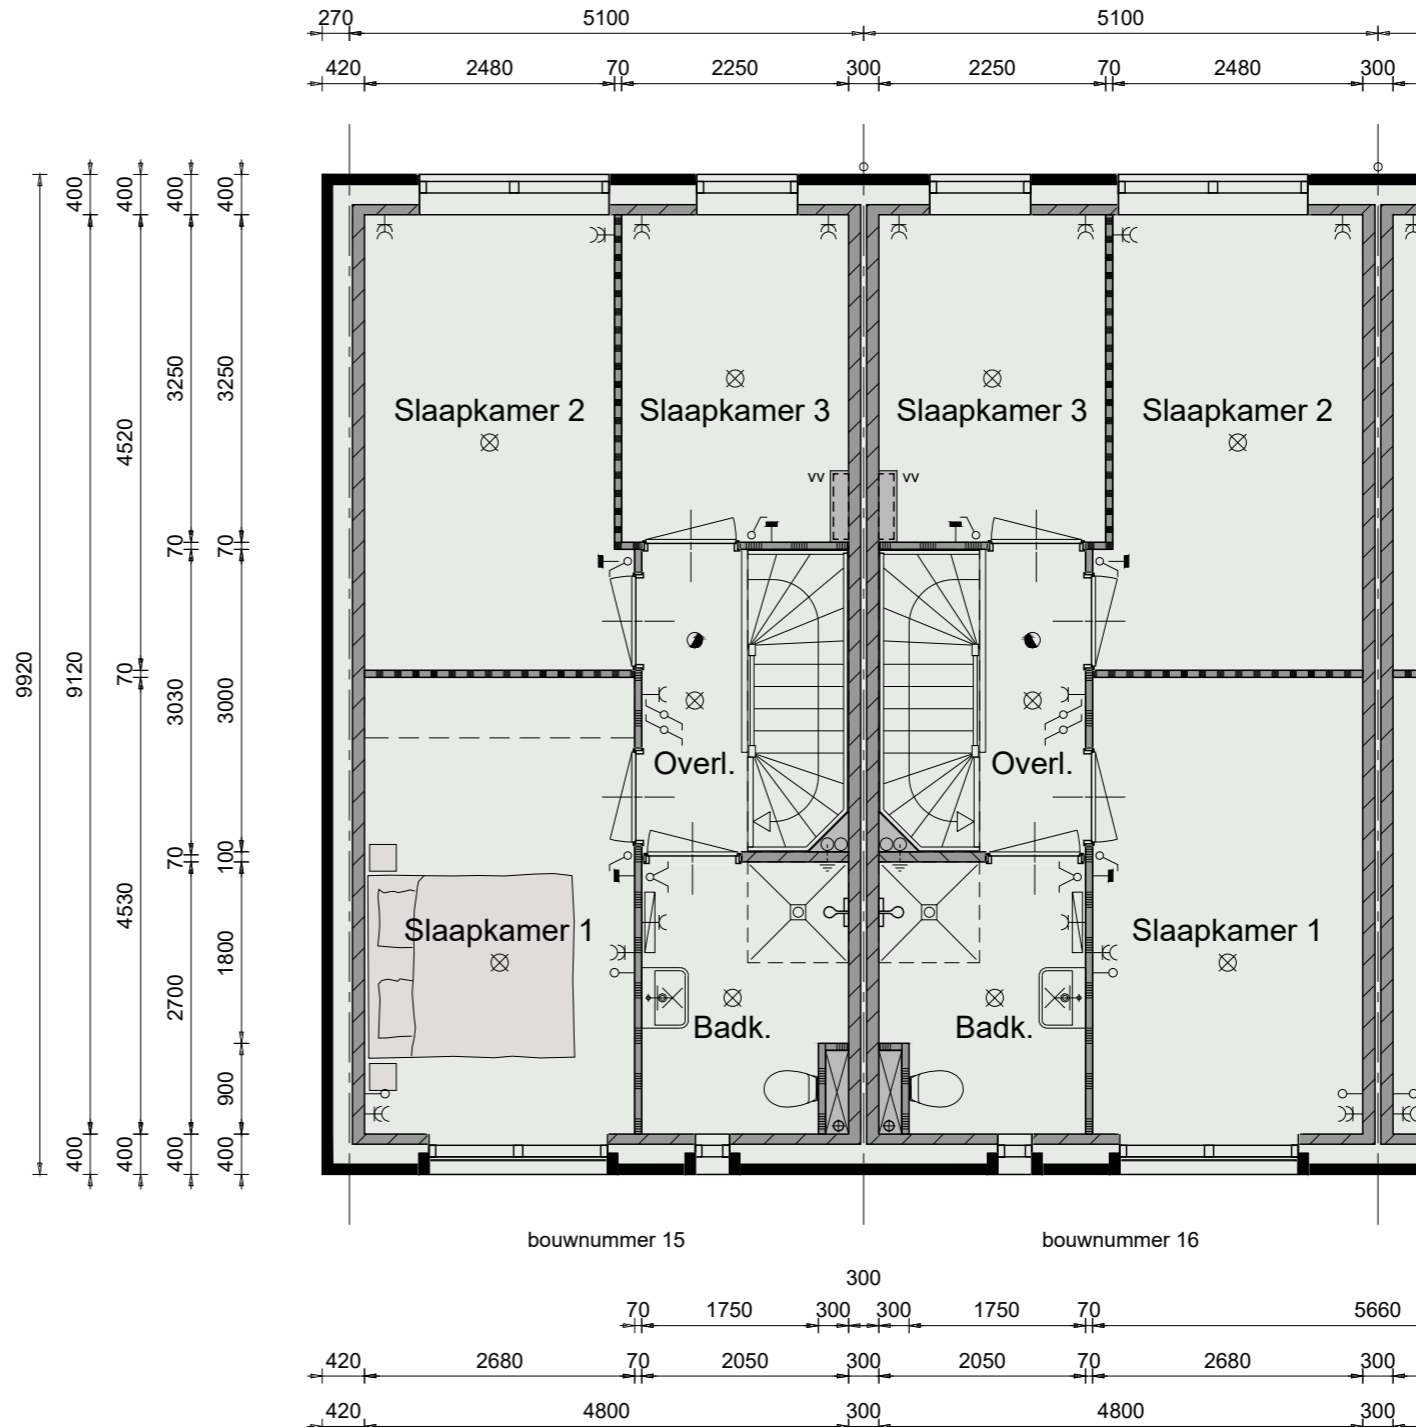 270 5100 5100
420 2480 70 2250 300 2250 70 2480 300
400 400 400 400
9920
9120
4520 70 4530
3250 70 3030 70 2700
3250 70 3000 100 1800 900
400 400 400 400
Slaapkamer 2 Slaapkamer 3 Slaapkamer 3 Slaapkamer 2
vv vv
Overl. Overl.
Slaapkamer 1 Slaapkamer 1
Badk. Badk.
bouwnummer 15 bouwnummer 16
300
70 1750 300 300 1750 70 5660
420 2680 70 2050 300 2050 70 2680 300
420 4800 300 4800 300